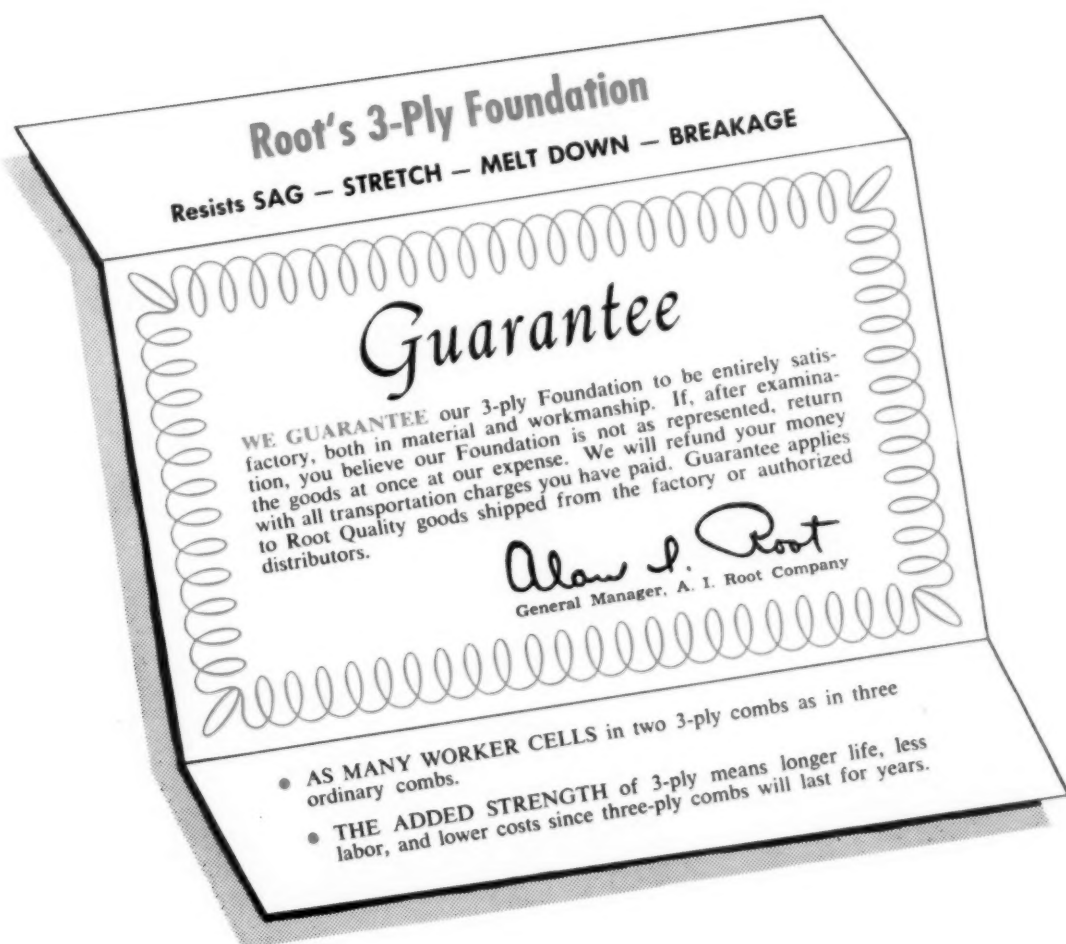 Root's 3-Ply Foundation
Resists SAG — STRETCH — MELT DOWN — BREAKAGE
Guarantee
WE GUARANTEE our 3-ply Foundation to be entirely satis-
factory, both in material and workmanship. If, after examina-
tion, you believe our Foundation is not as represented, return
the goods at once at our expense. We will refund your money
with all transportation charges you have paid. Guarantee applies
to Root Quality goods shipped from the factory or authorized
distributors.
Alan I. Root
General Manager, A. I. Root Company
• AS MANY WORKER CELLS in two 3-ply combs as in three
ordinary combs.
• THE ADDED STRENGTH of 3-ply means longer life, less
labor, and lower costs since three-ply combs will last for years.